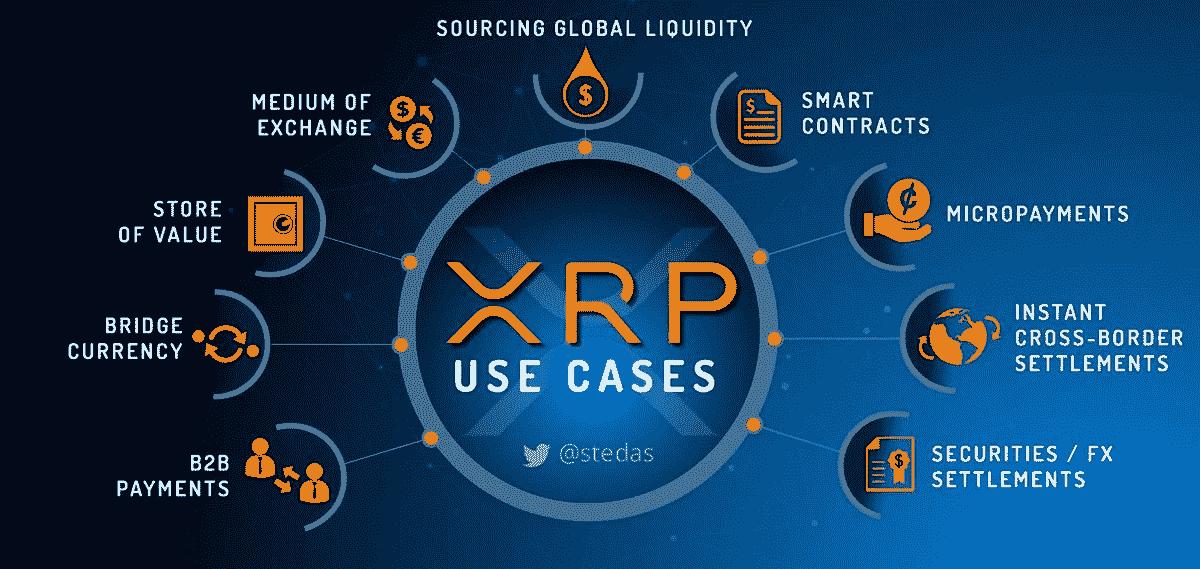 SOURCING GLOBAL LIQUIDITY
MEDIUM OF
EXCHANGE
SMART
CONTRACTS
STORE
OF VALUE
MICROPAYMENTS
BRIDGE
CURRENCY
INSTANT
CROSS-BORDER
SETTLEMENTS
B2B
PAYMENTS
SECURITIES / FX
SETTLEMENTS
XRP
USE CASES
@stedas